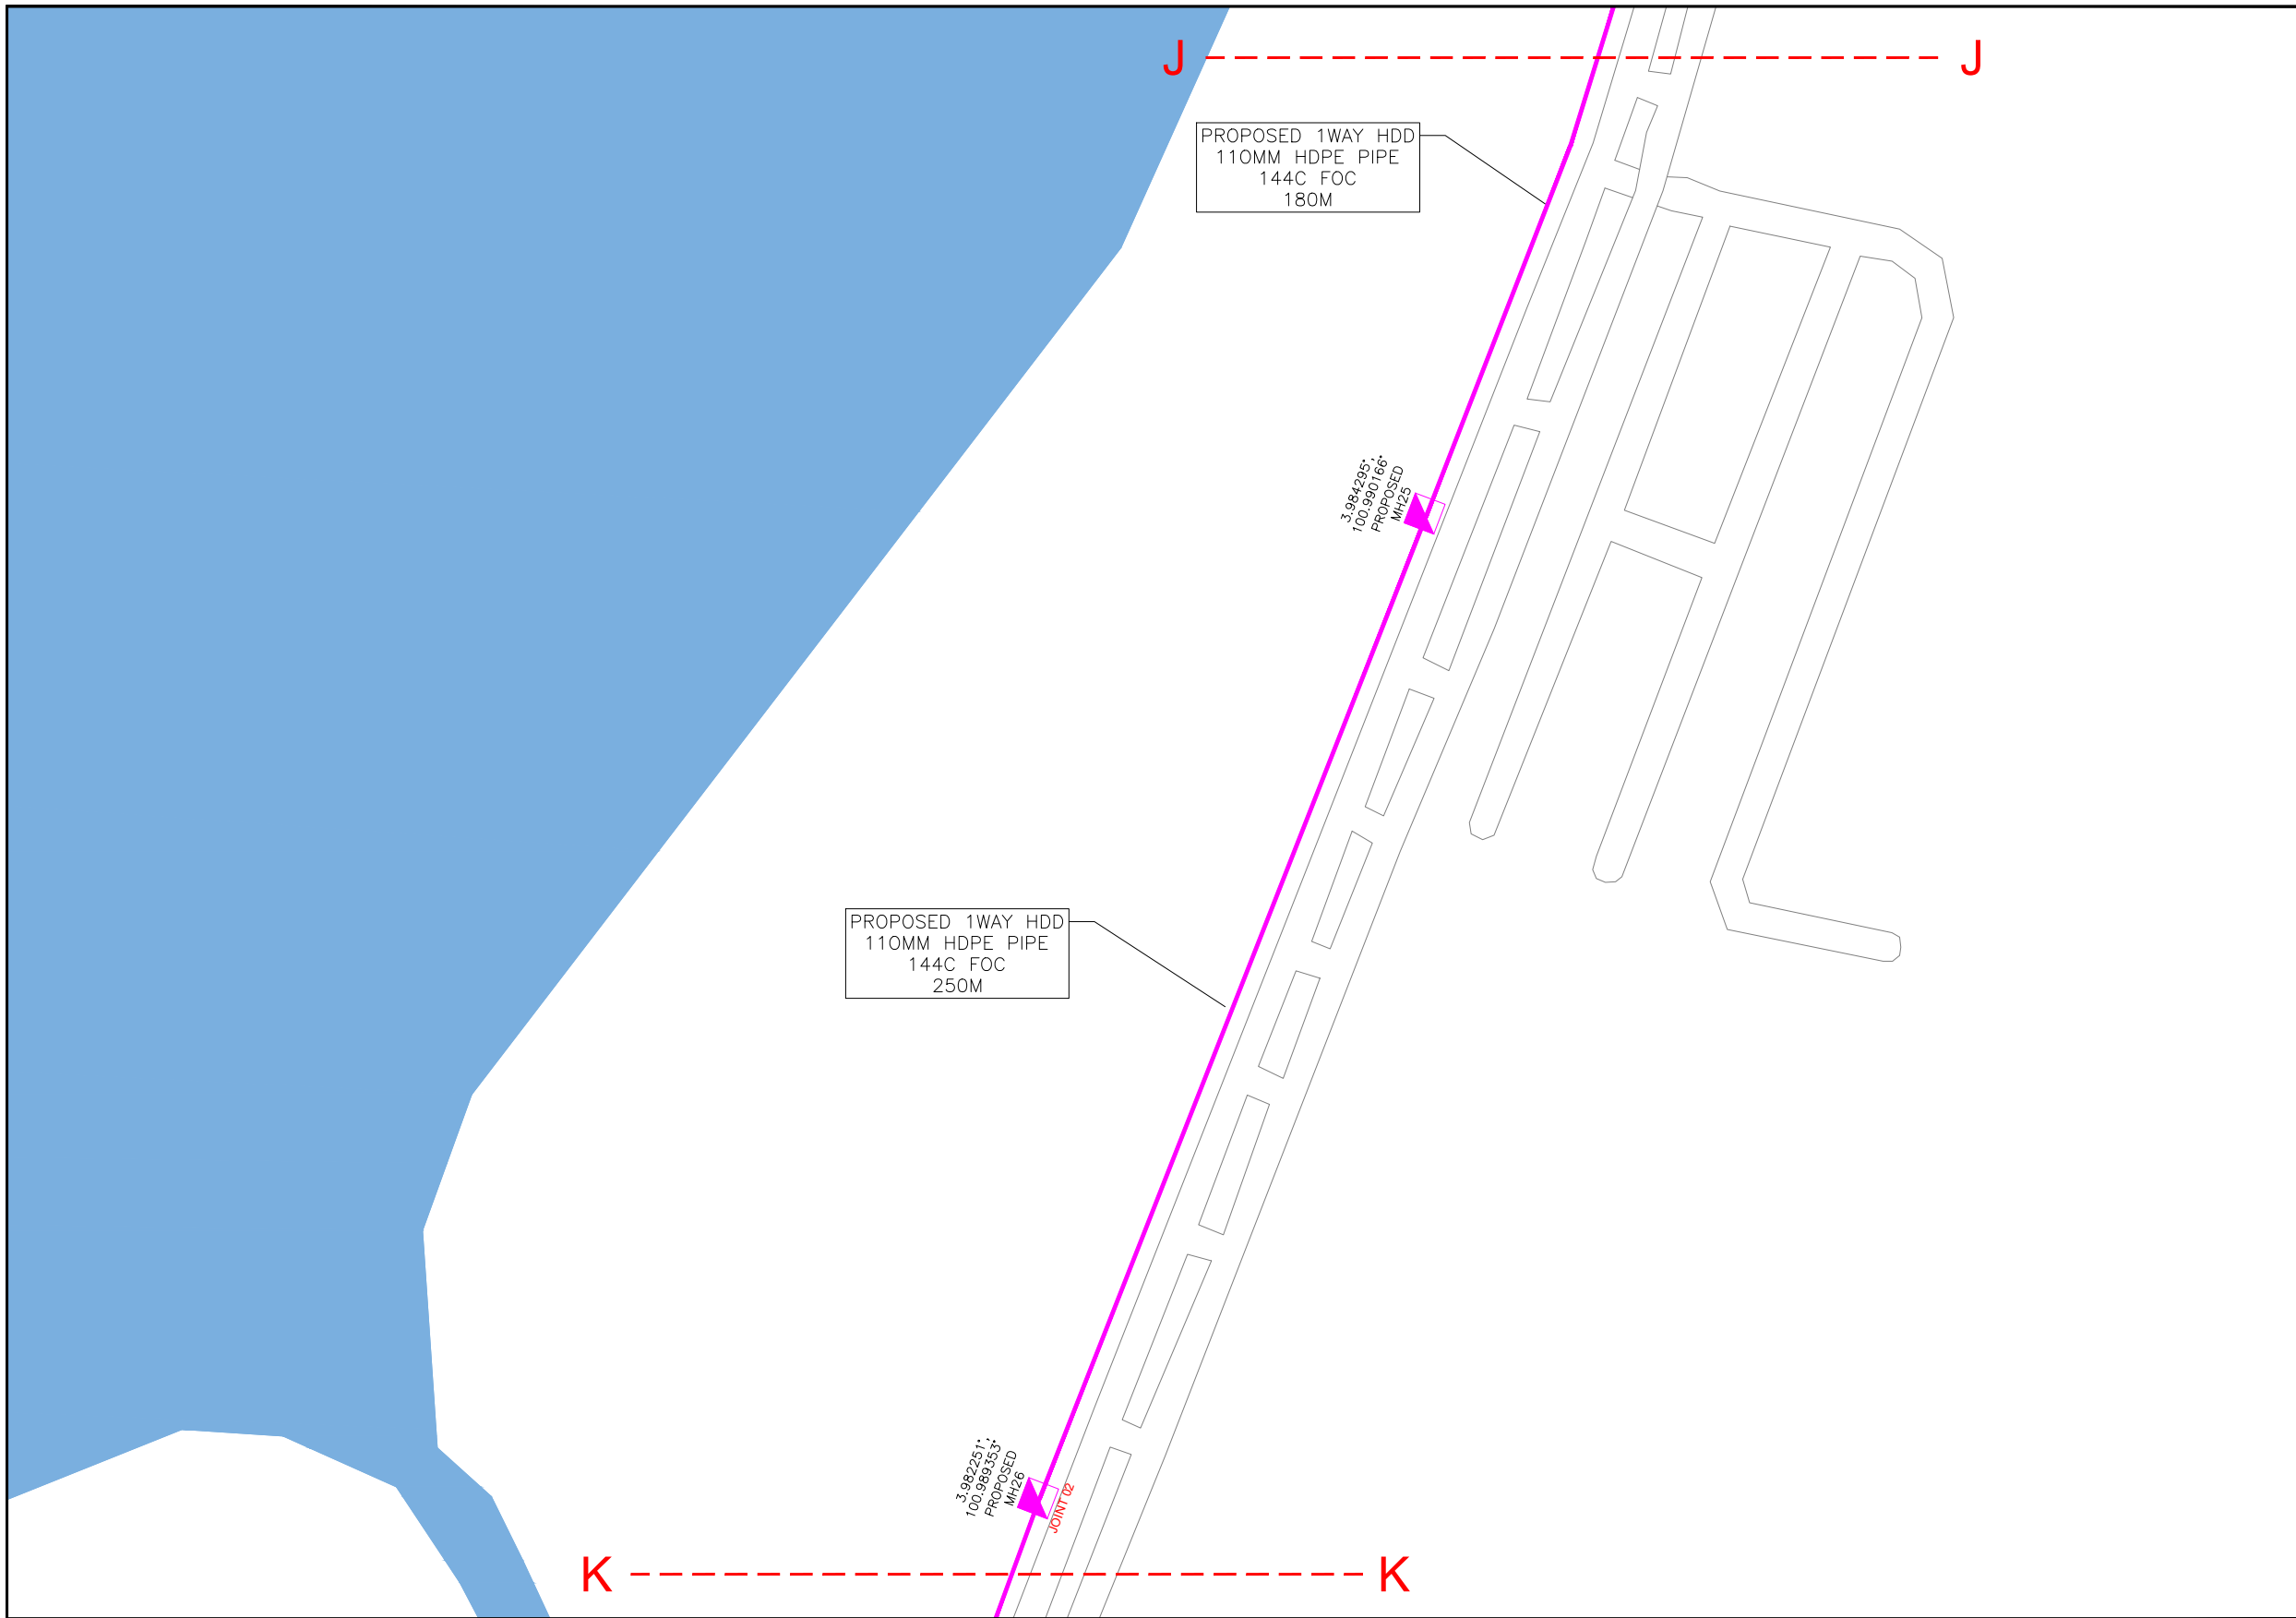 J
J
PROPOSED 1WAY HDD
110MM HDPE PIPE
144C FOC
180M
3.984295°,
100.990166°
PROPOSED
MH25
PROPOSED 1WAY HDD
110MM HDPE PIPE
144C FOC
250M
3.982251°,
100.989353°
PROPOSED
MH26
JOINT 02
K
K